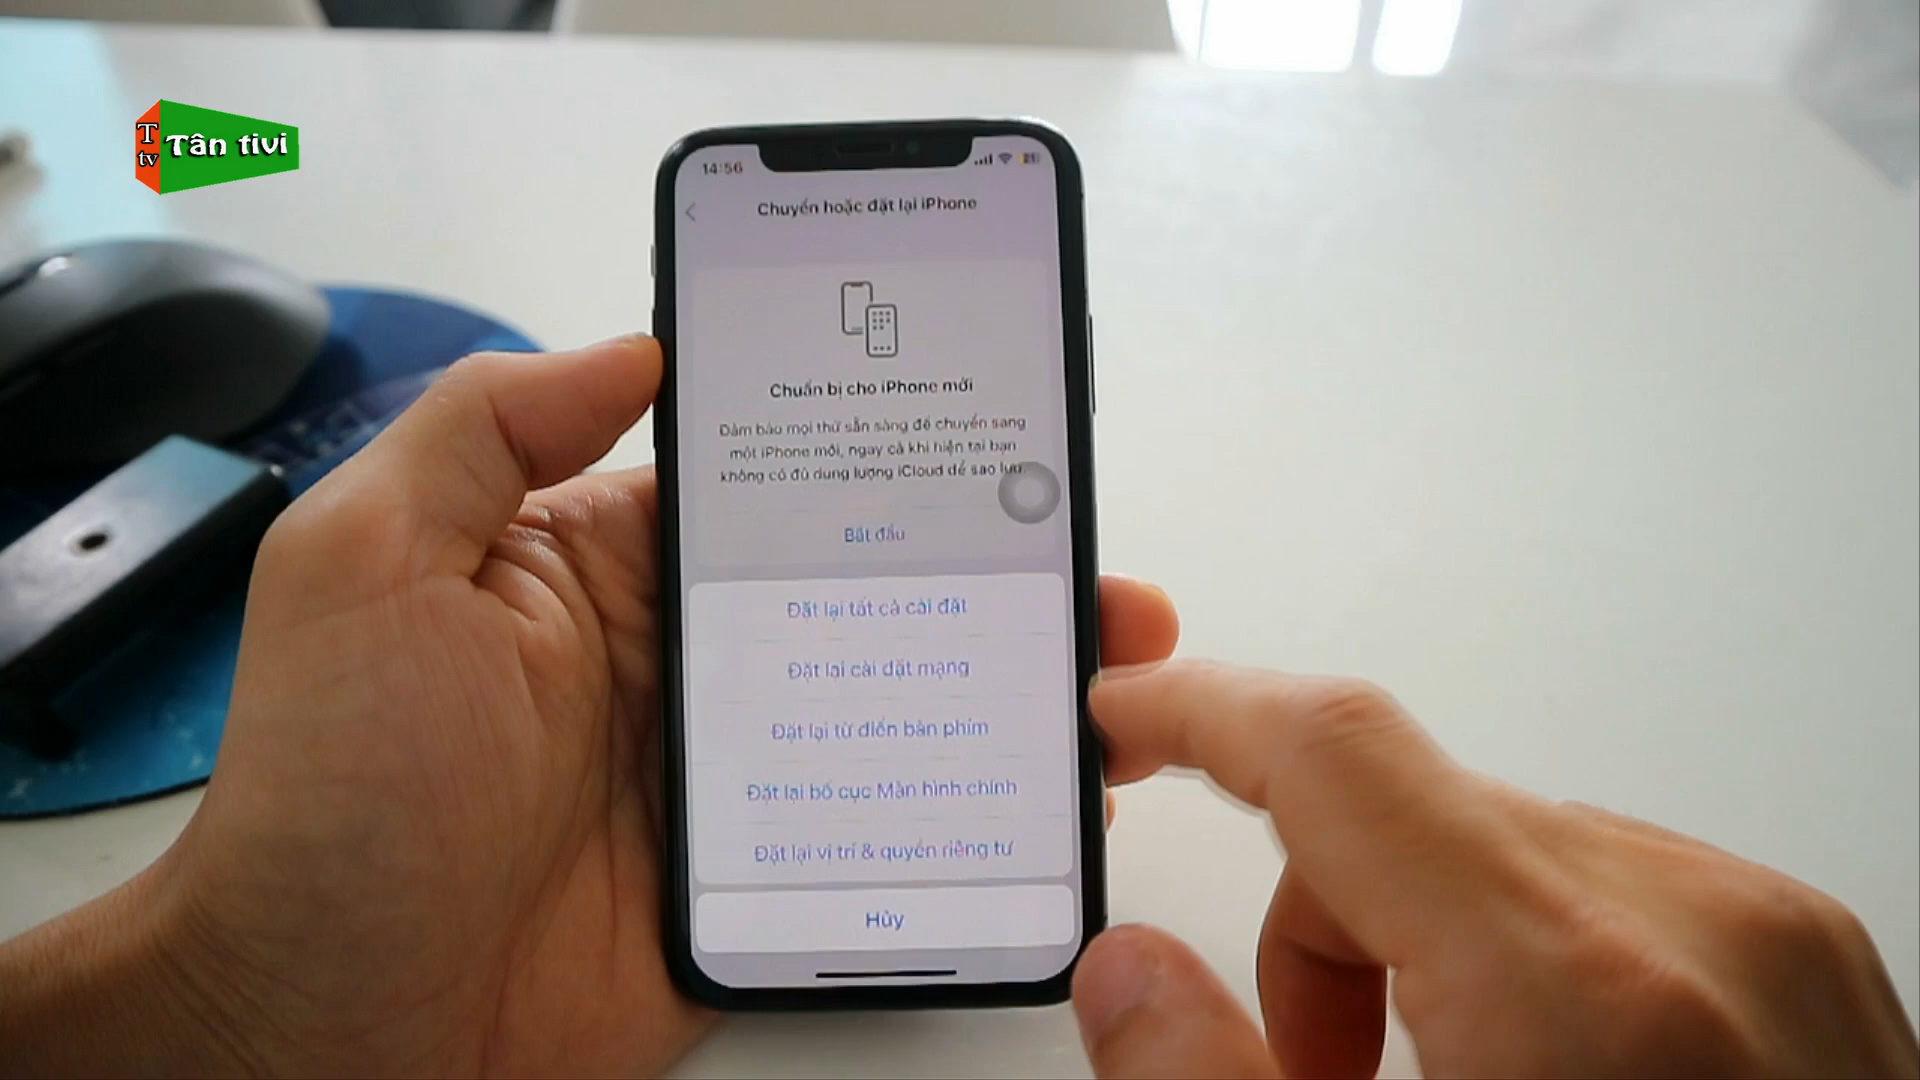 T
tv
Tân tivi
14:56
Chuyển hoặc đặt lại iPhone
Chuẩn bị cho iPhone mới
Đảm bảo mọi thứ sẵn sàng để chuyển sang
một iPhone mới, ngay cả khi hiện tại bạn
không có đủ dung lượng iCloud để sao lưu.
Bắt đầu
Đặt lại tất cả cài đặt
Đặt lại cài đặt mạng
Đặt lại từ điển bàn phím
Đặt lại bố cục Màn hình chính
Đặt lại vị trí & quyền riêng tư
Hủy